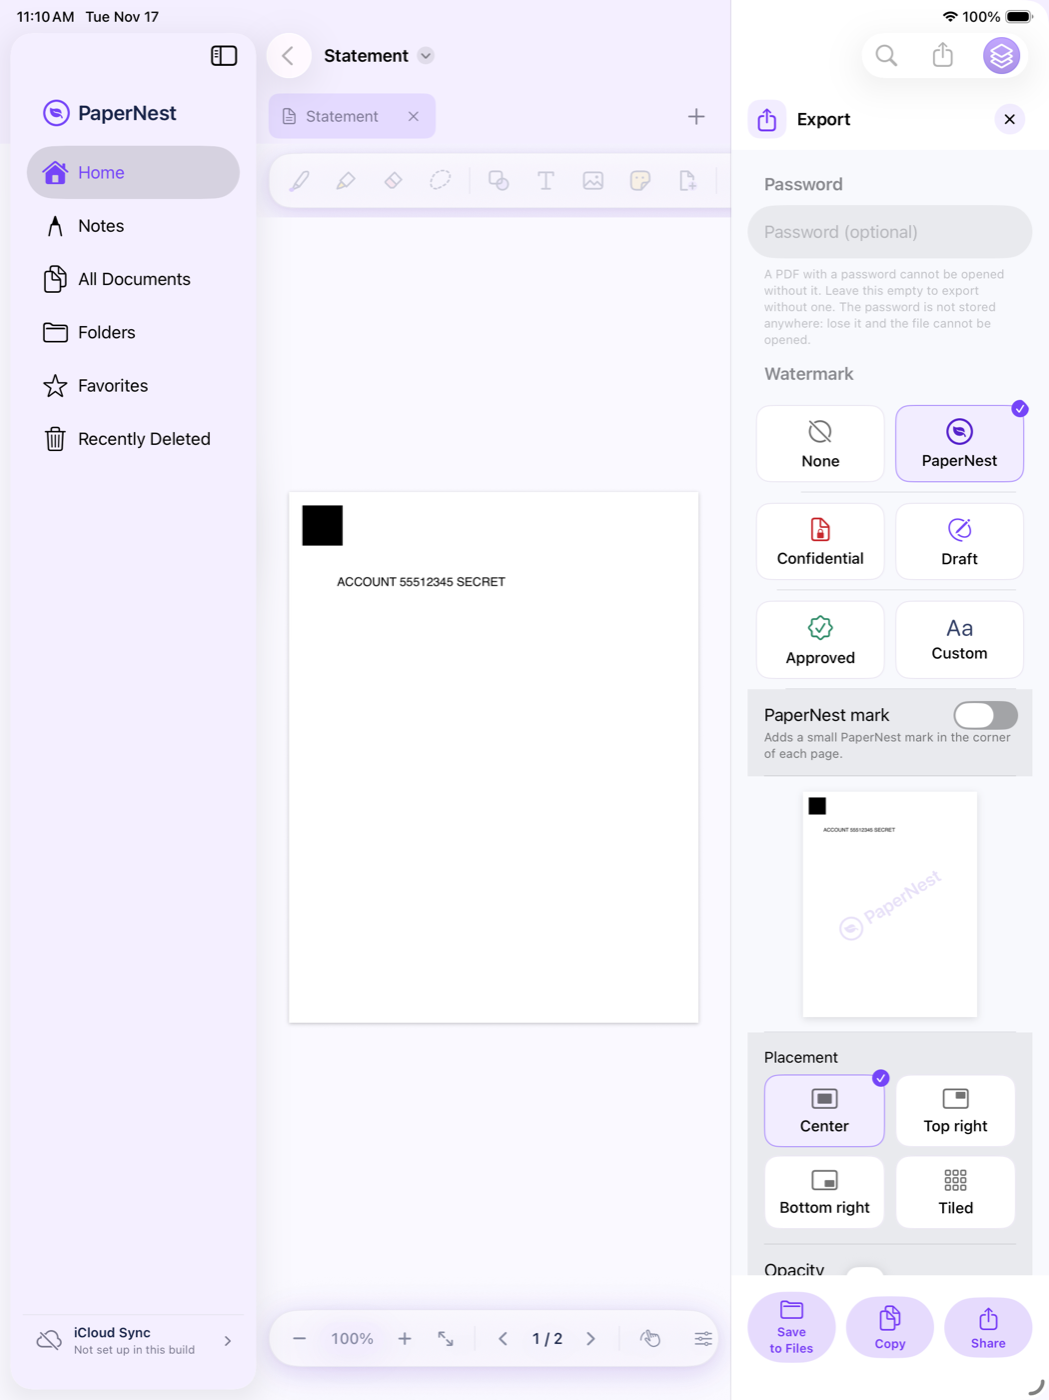 11:10 AM Tue Nov 17
100%
PaperNest
Home
Notes
All Documents
Folders
Favorites
Recently Deleted
iCloud Sync
Not set up in this build
Statement
Statement
ACCOUNT 55512345 SECRET
100%
1 / 2
Export
Password
Password (optional)
A PDF with a password cannot be opened
without it. Leave this empty to export
without one. The password is not stored
anywhere: lose it and the file cannot be
opened.
Watermark
None
PaperNest
Confidential
Draft
Approved
Aa
Custom
PaperNest mark
Adds a small PaperNest mark in the corner
of each page.
ACCOUNT 55512345 SECRET
PaperNest
Placement
Center
Top right
Bottom right
Tiled
Opacity
Save
to Files
Copy
Share